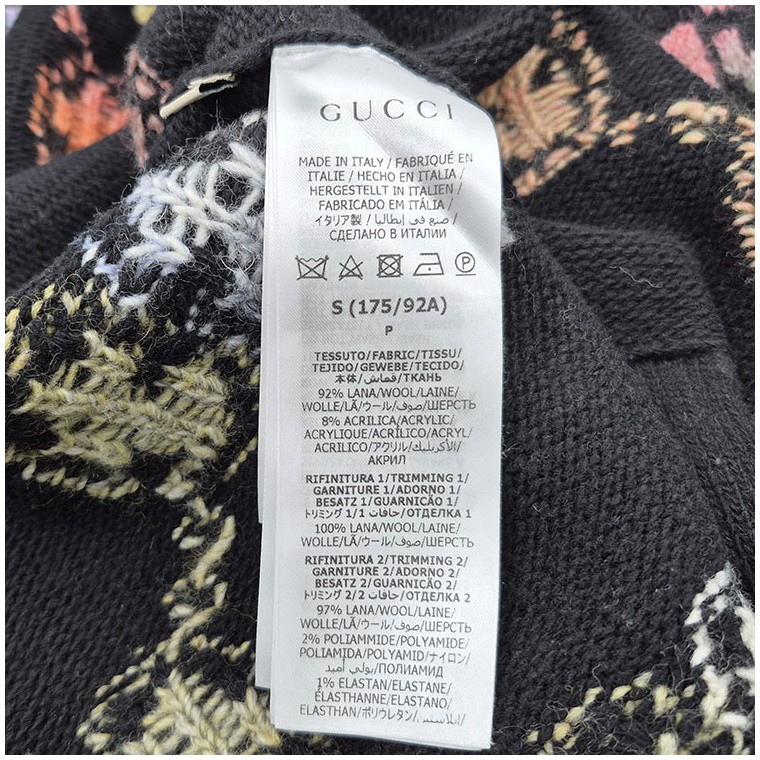 GUCCI
MADE IN ITALY / FABRIQUÉ EN
ITALIE / HECHO EN ITALIA /
HERGESTELLT IN ITALIEN /
FABRICADO EM ITÁLIA /
イタリア製 / صنع في إيطاليا /
СДЕЛАНО В ИТАЛИИ
P
S (175/92A)
P
TESSUTO/FABRIC/TISSU/
TEJIDO/GEWEBE/TECIDO/
本体/قماش/ТКАНЬ
92% LANA/WOOL/LAINE/
WOLLE/LÃ/ウール/صوف/ШЕРСТЬ
8% ACRILICA/ACRYLIC/
ACRYLIQUE/ACRÍLICO/ACRYL/
ACRILICO/アクリル/الأكريليك/
АКРИЛ
RIFINITURA 1/TRIMMING 1/
GARNITURE 1/ADORNO 1/
BESATZ 1/GUARNICÃO 1/
トリミング 1/حافات 1/ОТДЕЛКА 1
100% LANA/WOOL/LAINE/
WOLLE/LÃ/ウール/صوف/ШЕРСТЬ
RIFINITURA 2/TRIMMING 2/
GARNITURE 2/ADORNO 2/
BESATZ 2/GUARNICÃO 2/
トリミング 2/حافات 2/ОТДЕЛКА 2
97% LANA/WOOL/LAINE/
WOLLE/LÃ/ウール/صوف/ШЕРСТЬ
2% POLIAMMIDE/POLYAMIDE/
POLIAMIDA/POLYAMID/ナイロン/
بولي أميد/ПОЛИАМИД
1% ELASTAN/ELASTANE/
ÉLASTHANNE/ELASTANO/
ELASTHAN/ポリウレタン/إيلاستين/